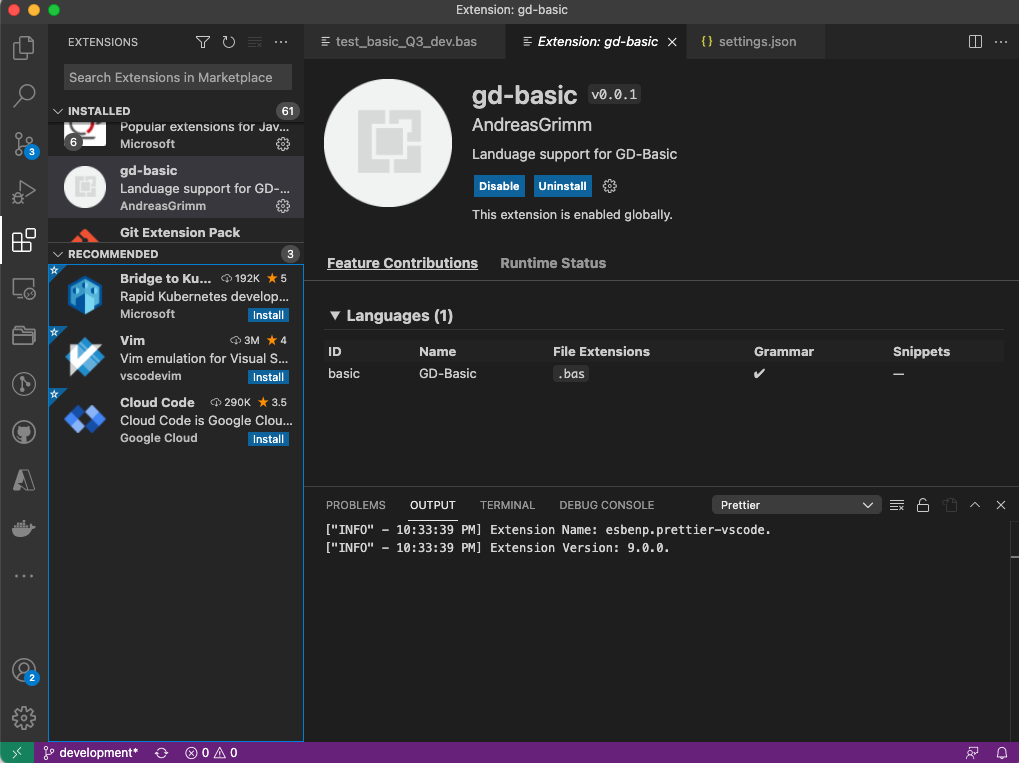 Extension: gd-basic
EXTENSIONS
Search Extensions in Marketplace
INSTALLED 61
Popular extensions for Jav...
6
Microsoft
gd-basic
Landuage support for GD-...
AndreasGrimm
Git Extension Pack
RECOMMENDED 3
Bridge to Ku... 192K 5
Rapid Kubernetes develop...
Microsoft Install
Vim 3M 4
Vim emulation for Visual S...
vscodevim Install
Cloud Code 290K 3.5
Cloud Code is Google Clou...
Google Cloud Install
3
2
test_basic_Q3_dev.bas
Extension: gd-basic
{} settings.json
gd-basic v0.0.1
AndreasGrimm
Landuage support for GD-Basic
Disable Uninstall
This extension is enabled globally.
Feature Contributions Runtime Status
Languages (1)
ID Name File Extensions Grammar Snippets
basic GD-Basic .bas ✔ —
PROBLEMS OUTPUT TERMINAL DEBUG CONSOLE Prettier
["INFO" – 10:33:39 PM] Extension Name: esbenp.prettier-vscode.
["INFO" – 10:33:39 PM] Extension Version: 9.0.0.
development* 0 0